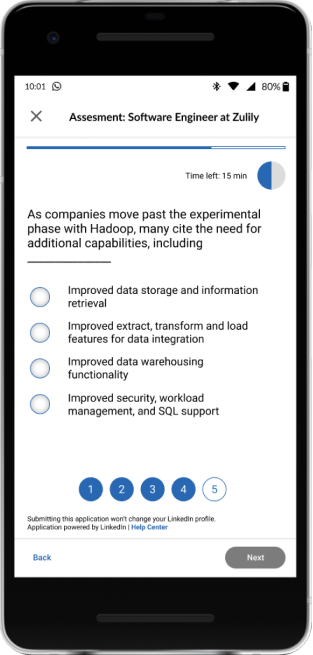 10:01
80%
Assesment: Software Engineer at Zulily
Time left: 15 min
As companies move past the experimental
phase with Hadoop, many cite the need for
additional capabilities, including
____________
Improved data storage and information
retrieval
Improved extract, transform and load
features for data integration
Improved data warehousing
functionality
Improved security, workload
management, and SQL support
1 2 3 4 5
Submitting this application won't change your LinkedIn profile.
Application powered by LinkedIn | Help Center
Back
Next